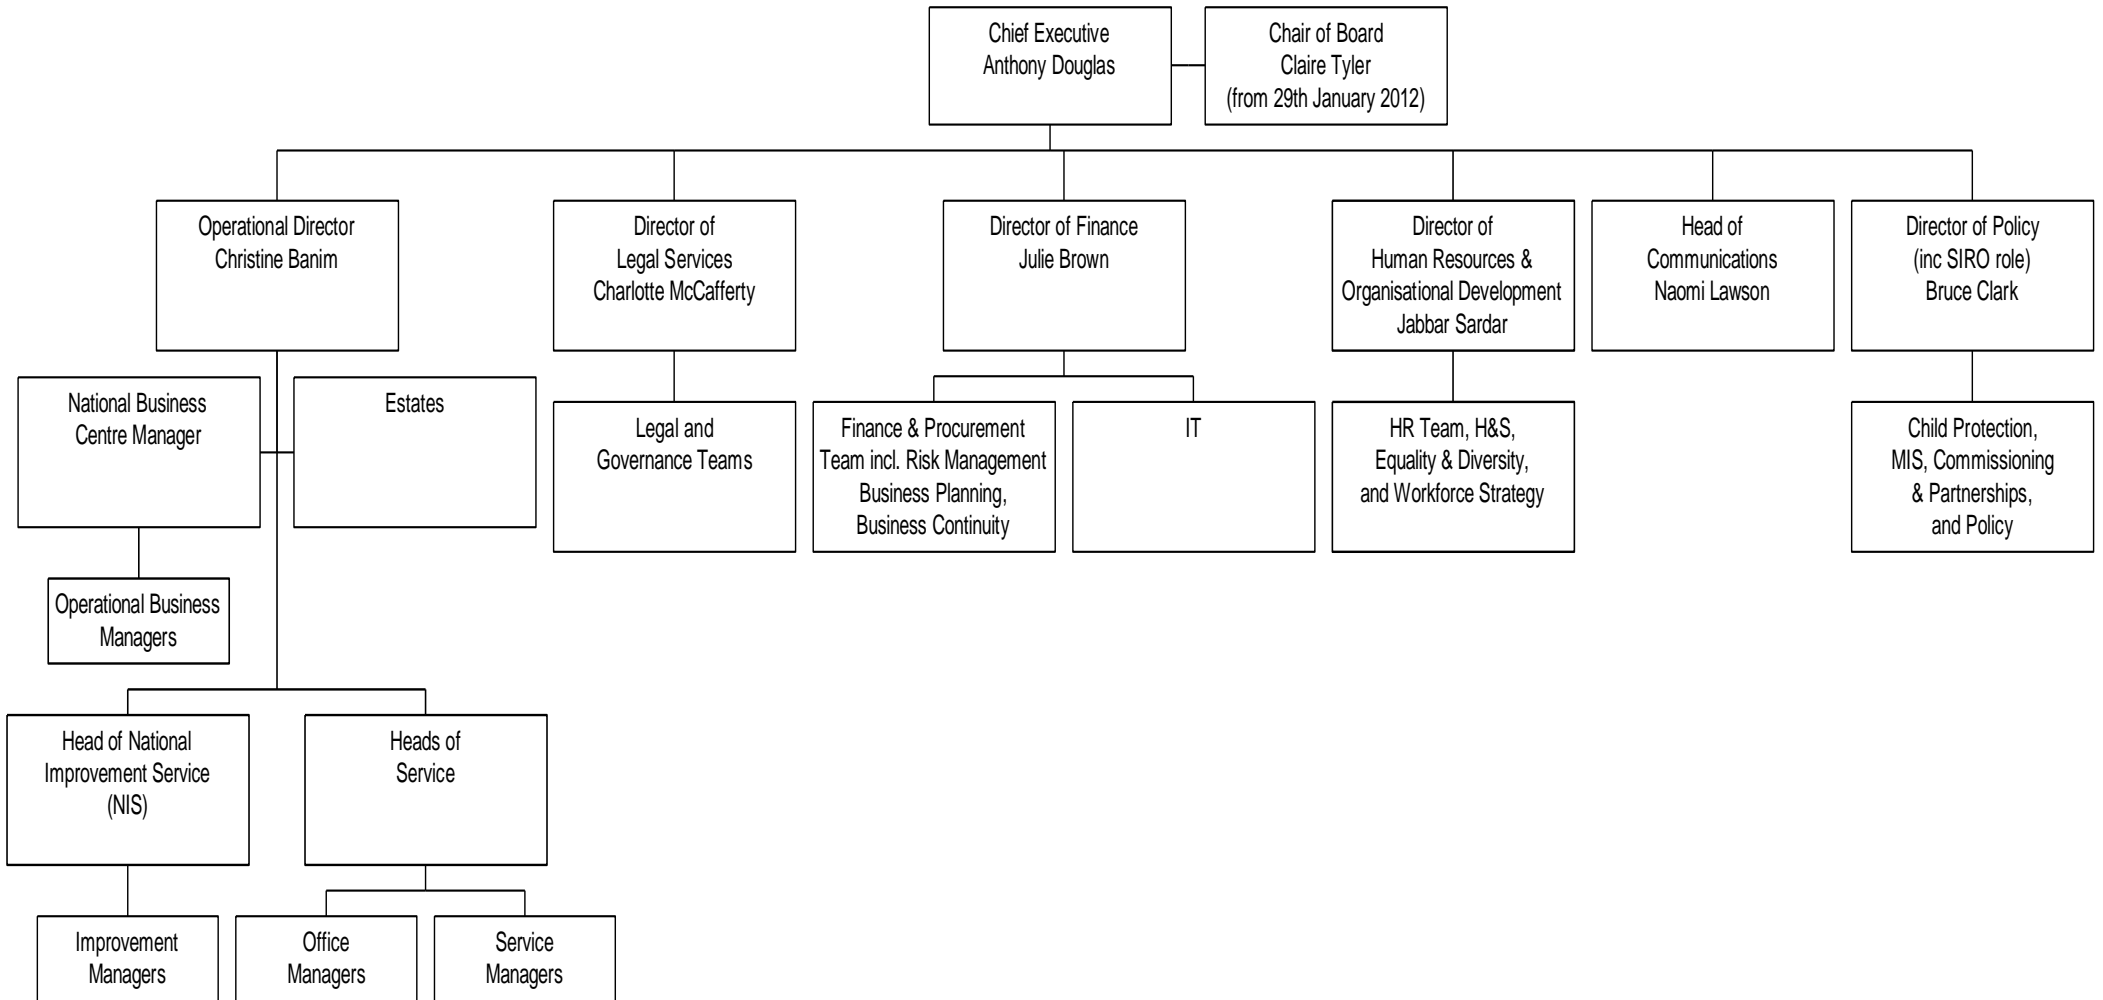 Chief Executive
Anthony Douglas
Chair of Board
Claire Tyler
(from 29th January 2012)
Operational Director
Christine Banim
Director of
Legal Services
Charlotte McCafferty
Director of Finance
Julie Brown
Director of
Human Resources &
Organisational Development
Jabbar Sardar
Head of
Communications
Naomi Lawson
Director of Policy
(inc SIRO role)
Bruce Clark
National Business
Centre Manager
Estates
Legal and
Governance Teams
Finance & Procurement
Team incl. Risk Management
Business Planning,
Business Continuity
IT
HR Team, H&S,
Equality & Diversity,
and Workforce Strategy
Child Protection,
MIS, Commissioning
& Partnerships,
and Policy
Operational Business
Managers
Head of National
Improvement Service
(NIS)
Heads of
Service
Improvement
Managers
Office
Managers
Service
Managers